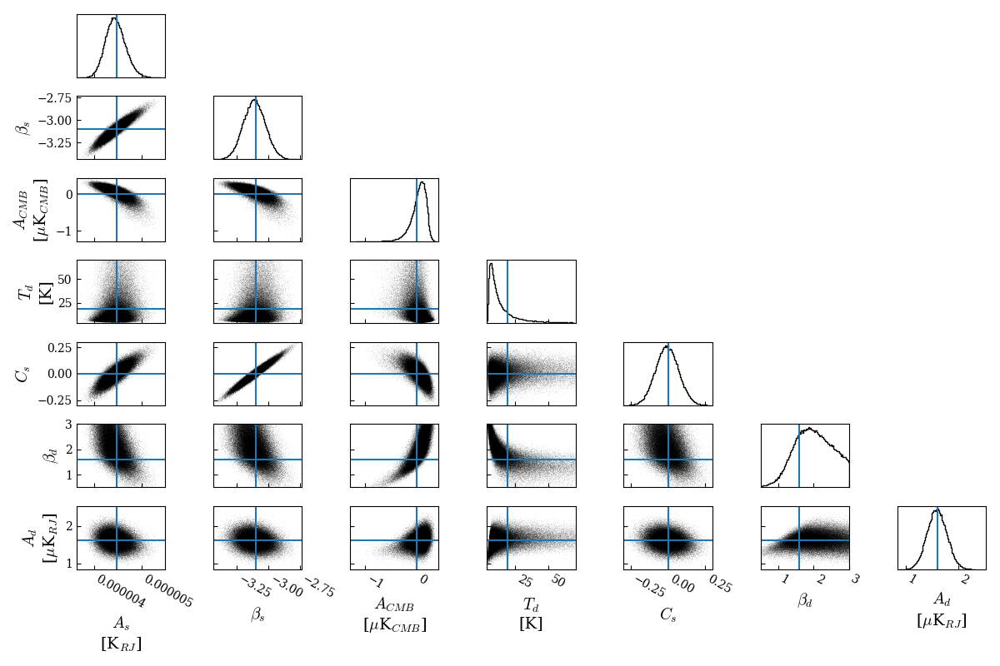 −2.75
−3.00
−3.25
β_s
0
−1
A_CMB
[μK_CMB]
50
25
T_d
[K]
0.25
0.00
−0.25
C_s
3
2
1
β_d
2
1
A_d
[μK_RJ]
0.000004 0.000005
−3.25 −3.00 −2.75
−1 0
25 50
−0.25 0.00 0.25
1 2 3
1 2
A_s
[K_RJ]
β_s
A_CMB
[μK_CMB]
T_d
[K]
C_s
β_d
A_d
[μK_RJ]